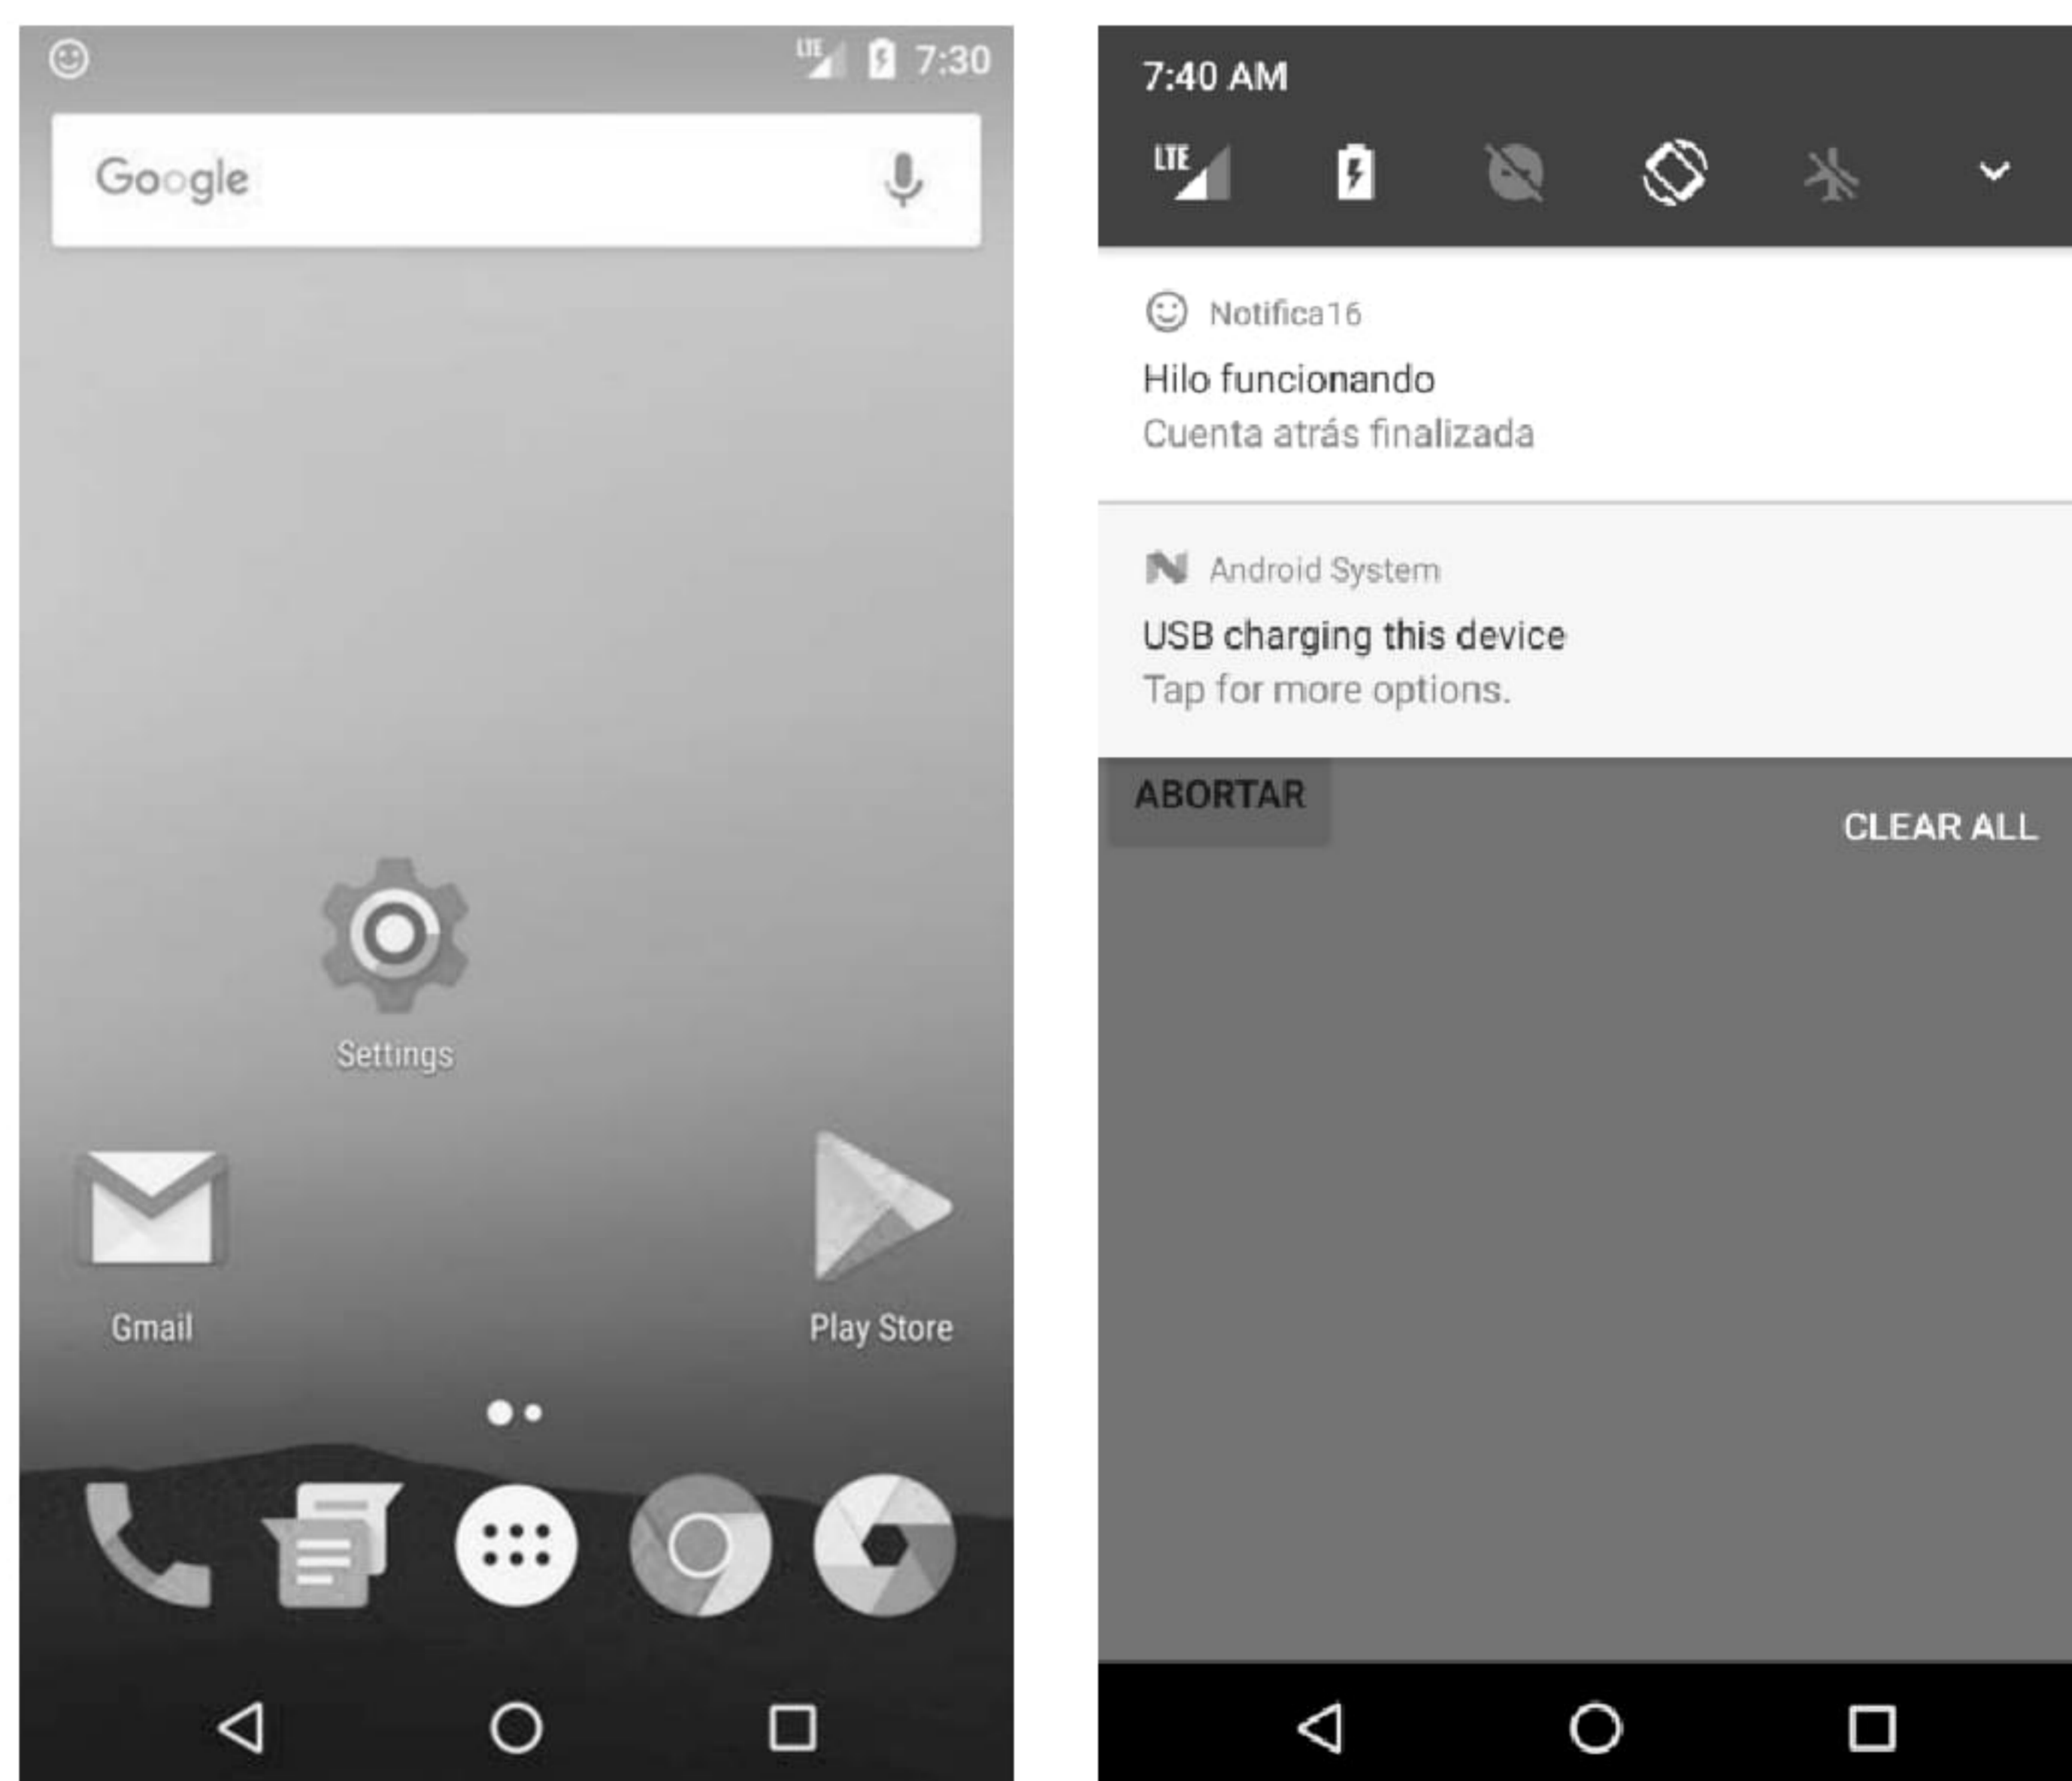 LTE 7:30
Google
Settings
Gmail
Play Store
7:40 AM
LTE
Notifica16
Hilo funcionando
Cuenta atrás finalizada
Android System
USB charging this device
Tap for more options.
ABORTAR
CLEAR ALL